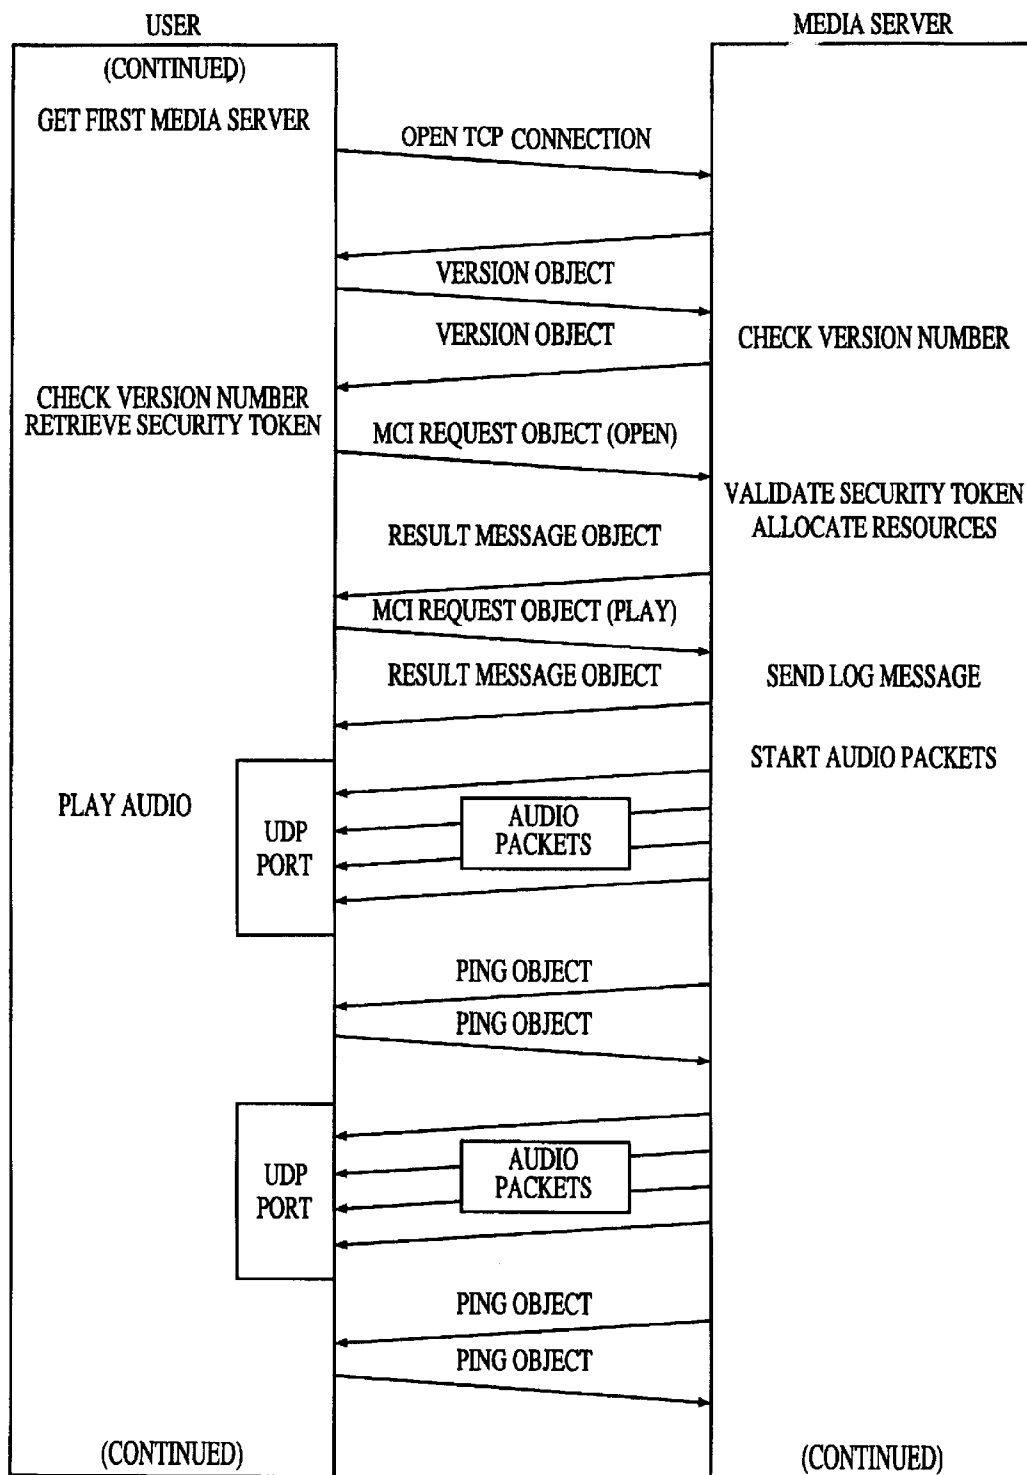 USER
MEDIA SERVER
(CONTINUED)
GET FIRST MEDIA SERVER
OPEN TCP CONNECTION
VERSION OBJECT
VERSION OBJECT
CHECK VERSION NUMBER
CHECK VERSION NUMBER
RETRIEVE SECURITY TOKEN
MCI REQUEST OBJECT (OPEN)
VALIDATE SECURITY TOKEN
ALLOCATE RESOURCES
RESULT MESSAGE OBJECT
MCI REQUEST OBJECT (PLAY)
RESULT MESSAGE OBJECT
SEND LOG MESSAGE
START AUDIO PACKETS
PLAY AUDIO
UDP
PORT
AUDIO
PACKETS
PING OBJECT
PING OBJECT
UDP
PORT
AUDIO
PACKETS
PING OBJECT
PING OBJECT
(CONTINUED)
(CONTINUED)